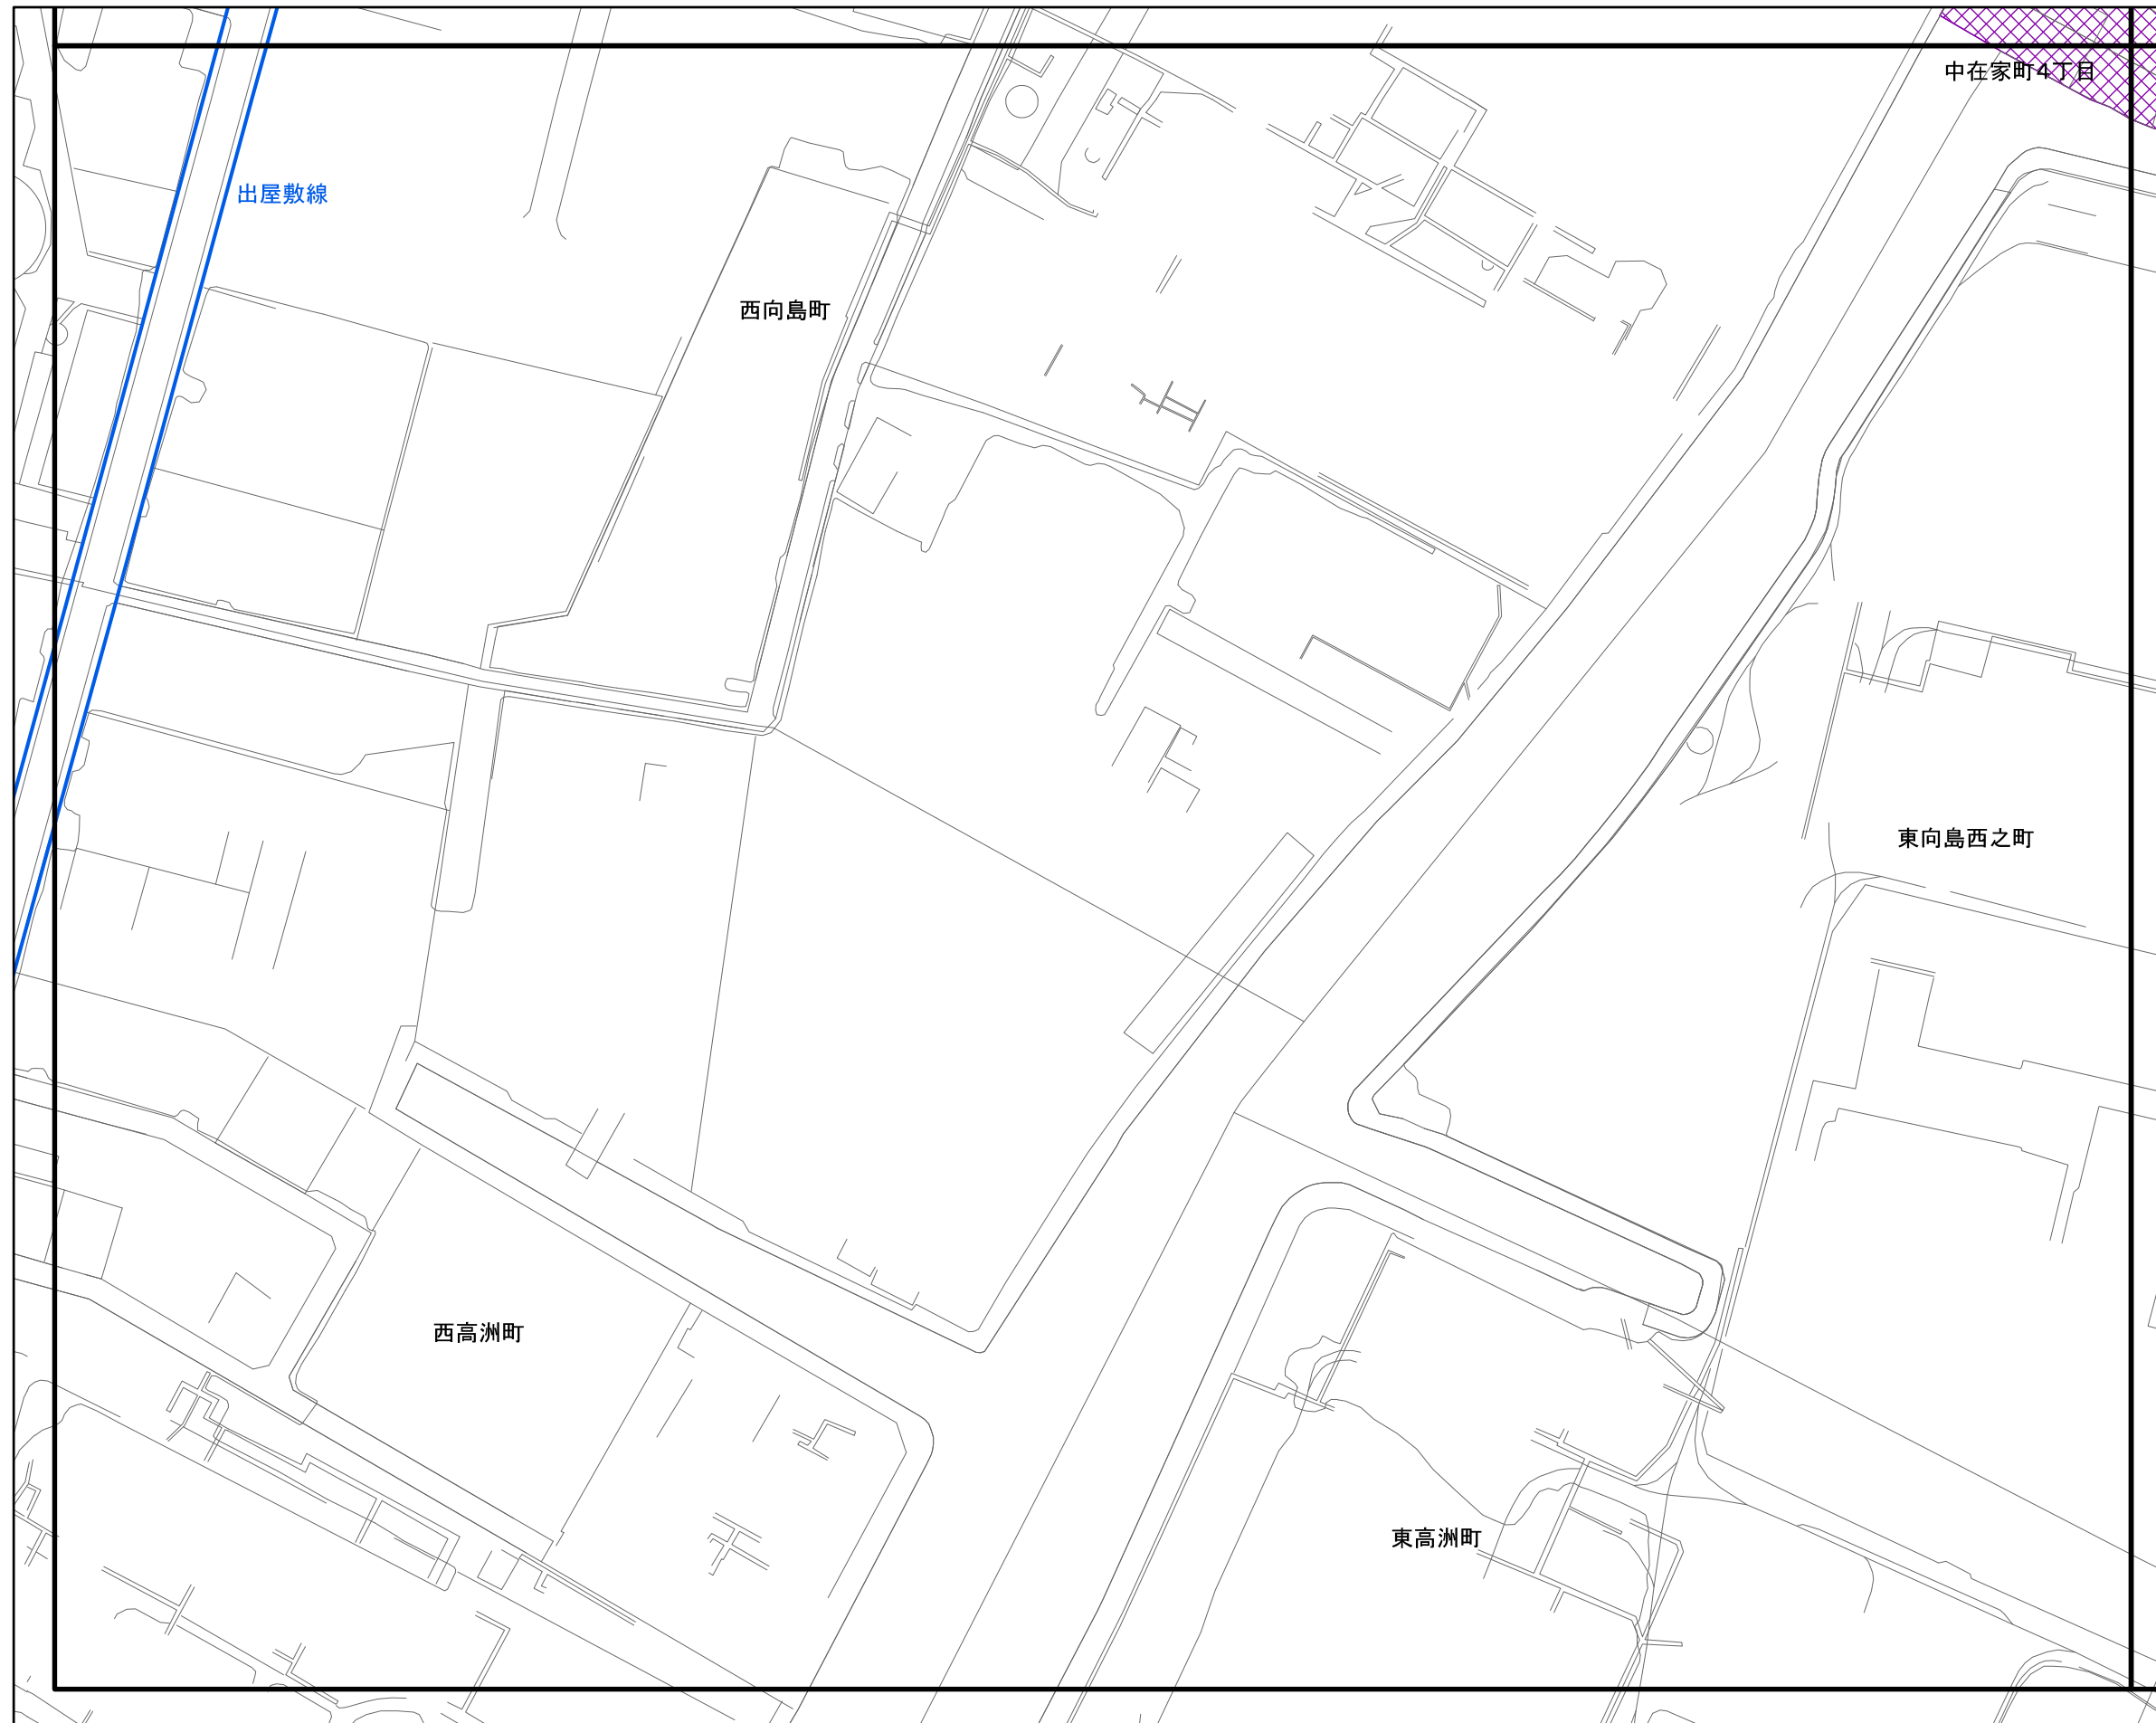 中在家町4丁目
出屋敷線
西向島町
東向島西之町
西高洲町
東高洲町